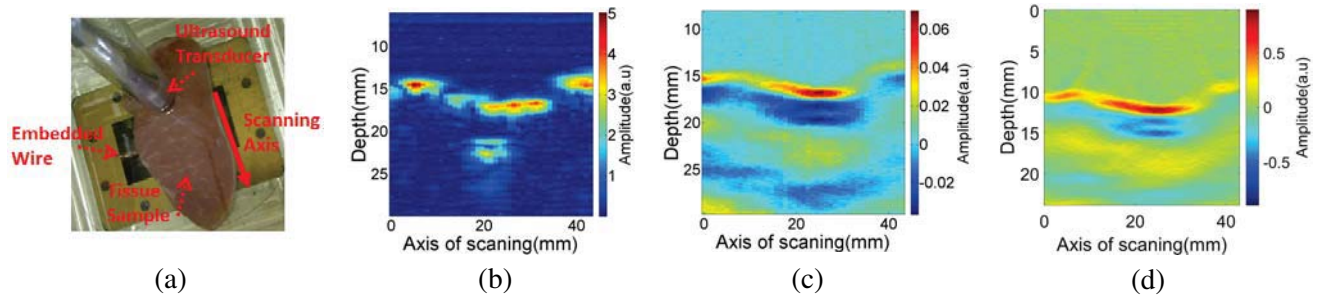 Ultrasound
Transducer
Scanning
Axis
Embedded
Wire
Tissue
Sample
(a)
10
15
20
25
Depth(mm)
0
20
40
Axis of scaning(mm)
5
4
3
2
1
Amplitude(a.u)
(b)
10
15
20
25
Depth(mm)
0
20
40
Axis of scaning(mm)
0.06
0.04
0.02
0
-0.02
Amplitude(a.u)
(c)
0
5
10
15
20
Depth(mm)
0
20
40
Axis of scaning(mm)
0.5
0
-0.5
Amplitude(a.u)
(d)